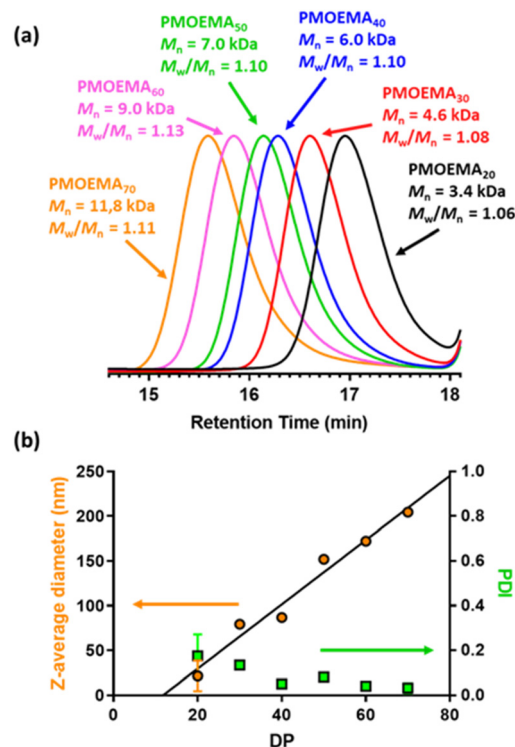 (a)
PMOEMA50
Mn = 7.0 kDa
Mw/Mn = 1.10
PMOEMA40
Mn = 6.0 kDa
Mw/Mn = 1.10
PMOEMA60
Mn = 9.0 kDa
Mw/Mn = 1.13
PMOEMA30
Mn = 4.6 kDa
Mw/Mn = 1.08
PMOEMA70
Mn = 11,8 kDa
Mw/Mn = 1.11
PMOEMA20
Mn = 3.4 kDa
Mw/Mn = 1.06
15 16 17 18
Retention Time (min)
(b)
Z-average diameter (nm)
250
200
150
100
50
0
1.0
0.8
0.6
0.4
0.2
0.0
PDI
0 20 40 60 80
DP